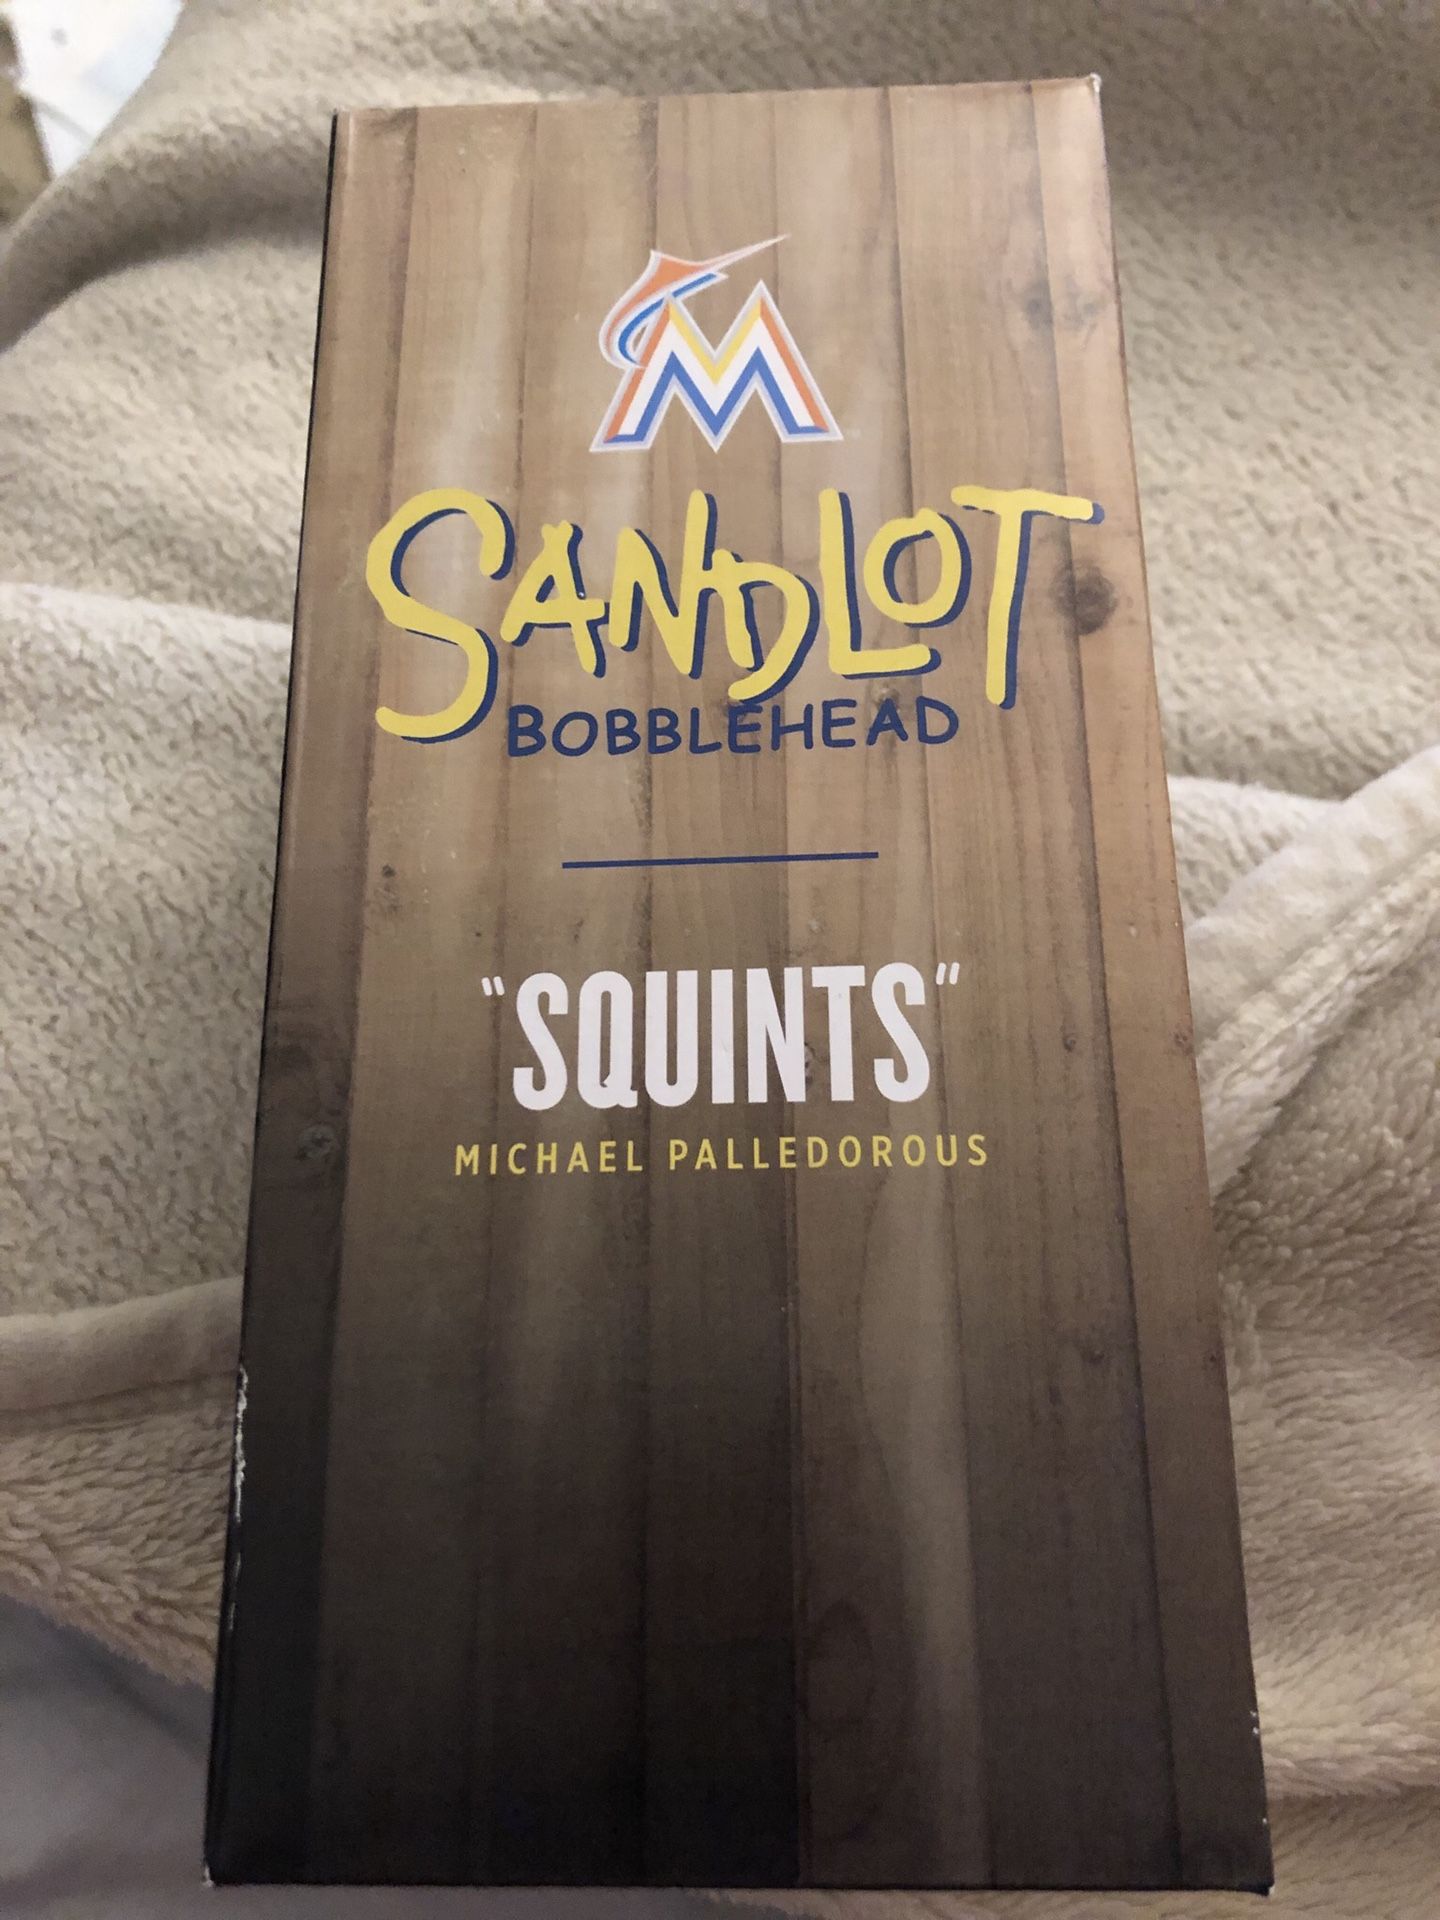 M
SANDLOT
BOBBLEHEAD
"SQUINTS"
MICHAEL PALLEDOROUS